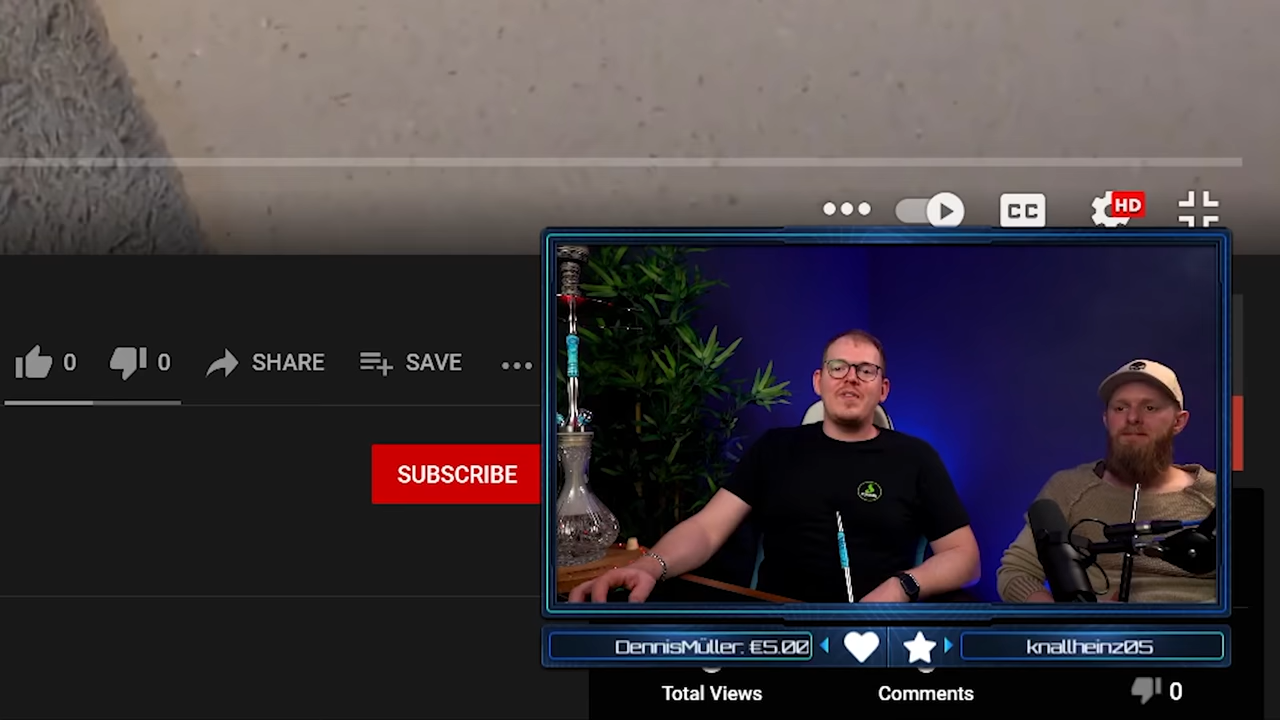 CC
HD
0
0
SHARE
SAVE
SUBSCRIBE
DennisMüller: €5.00
knallheinz05
Total Views
Comments
0